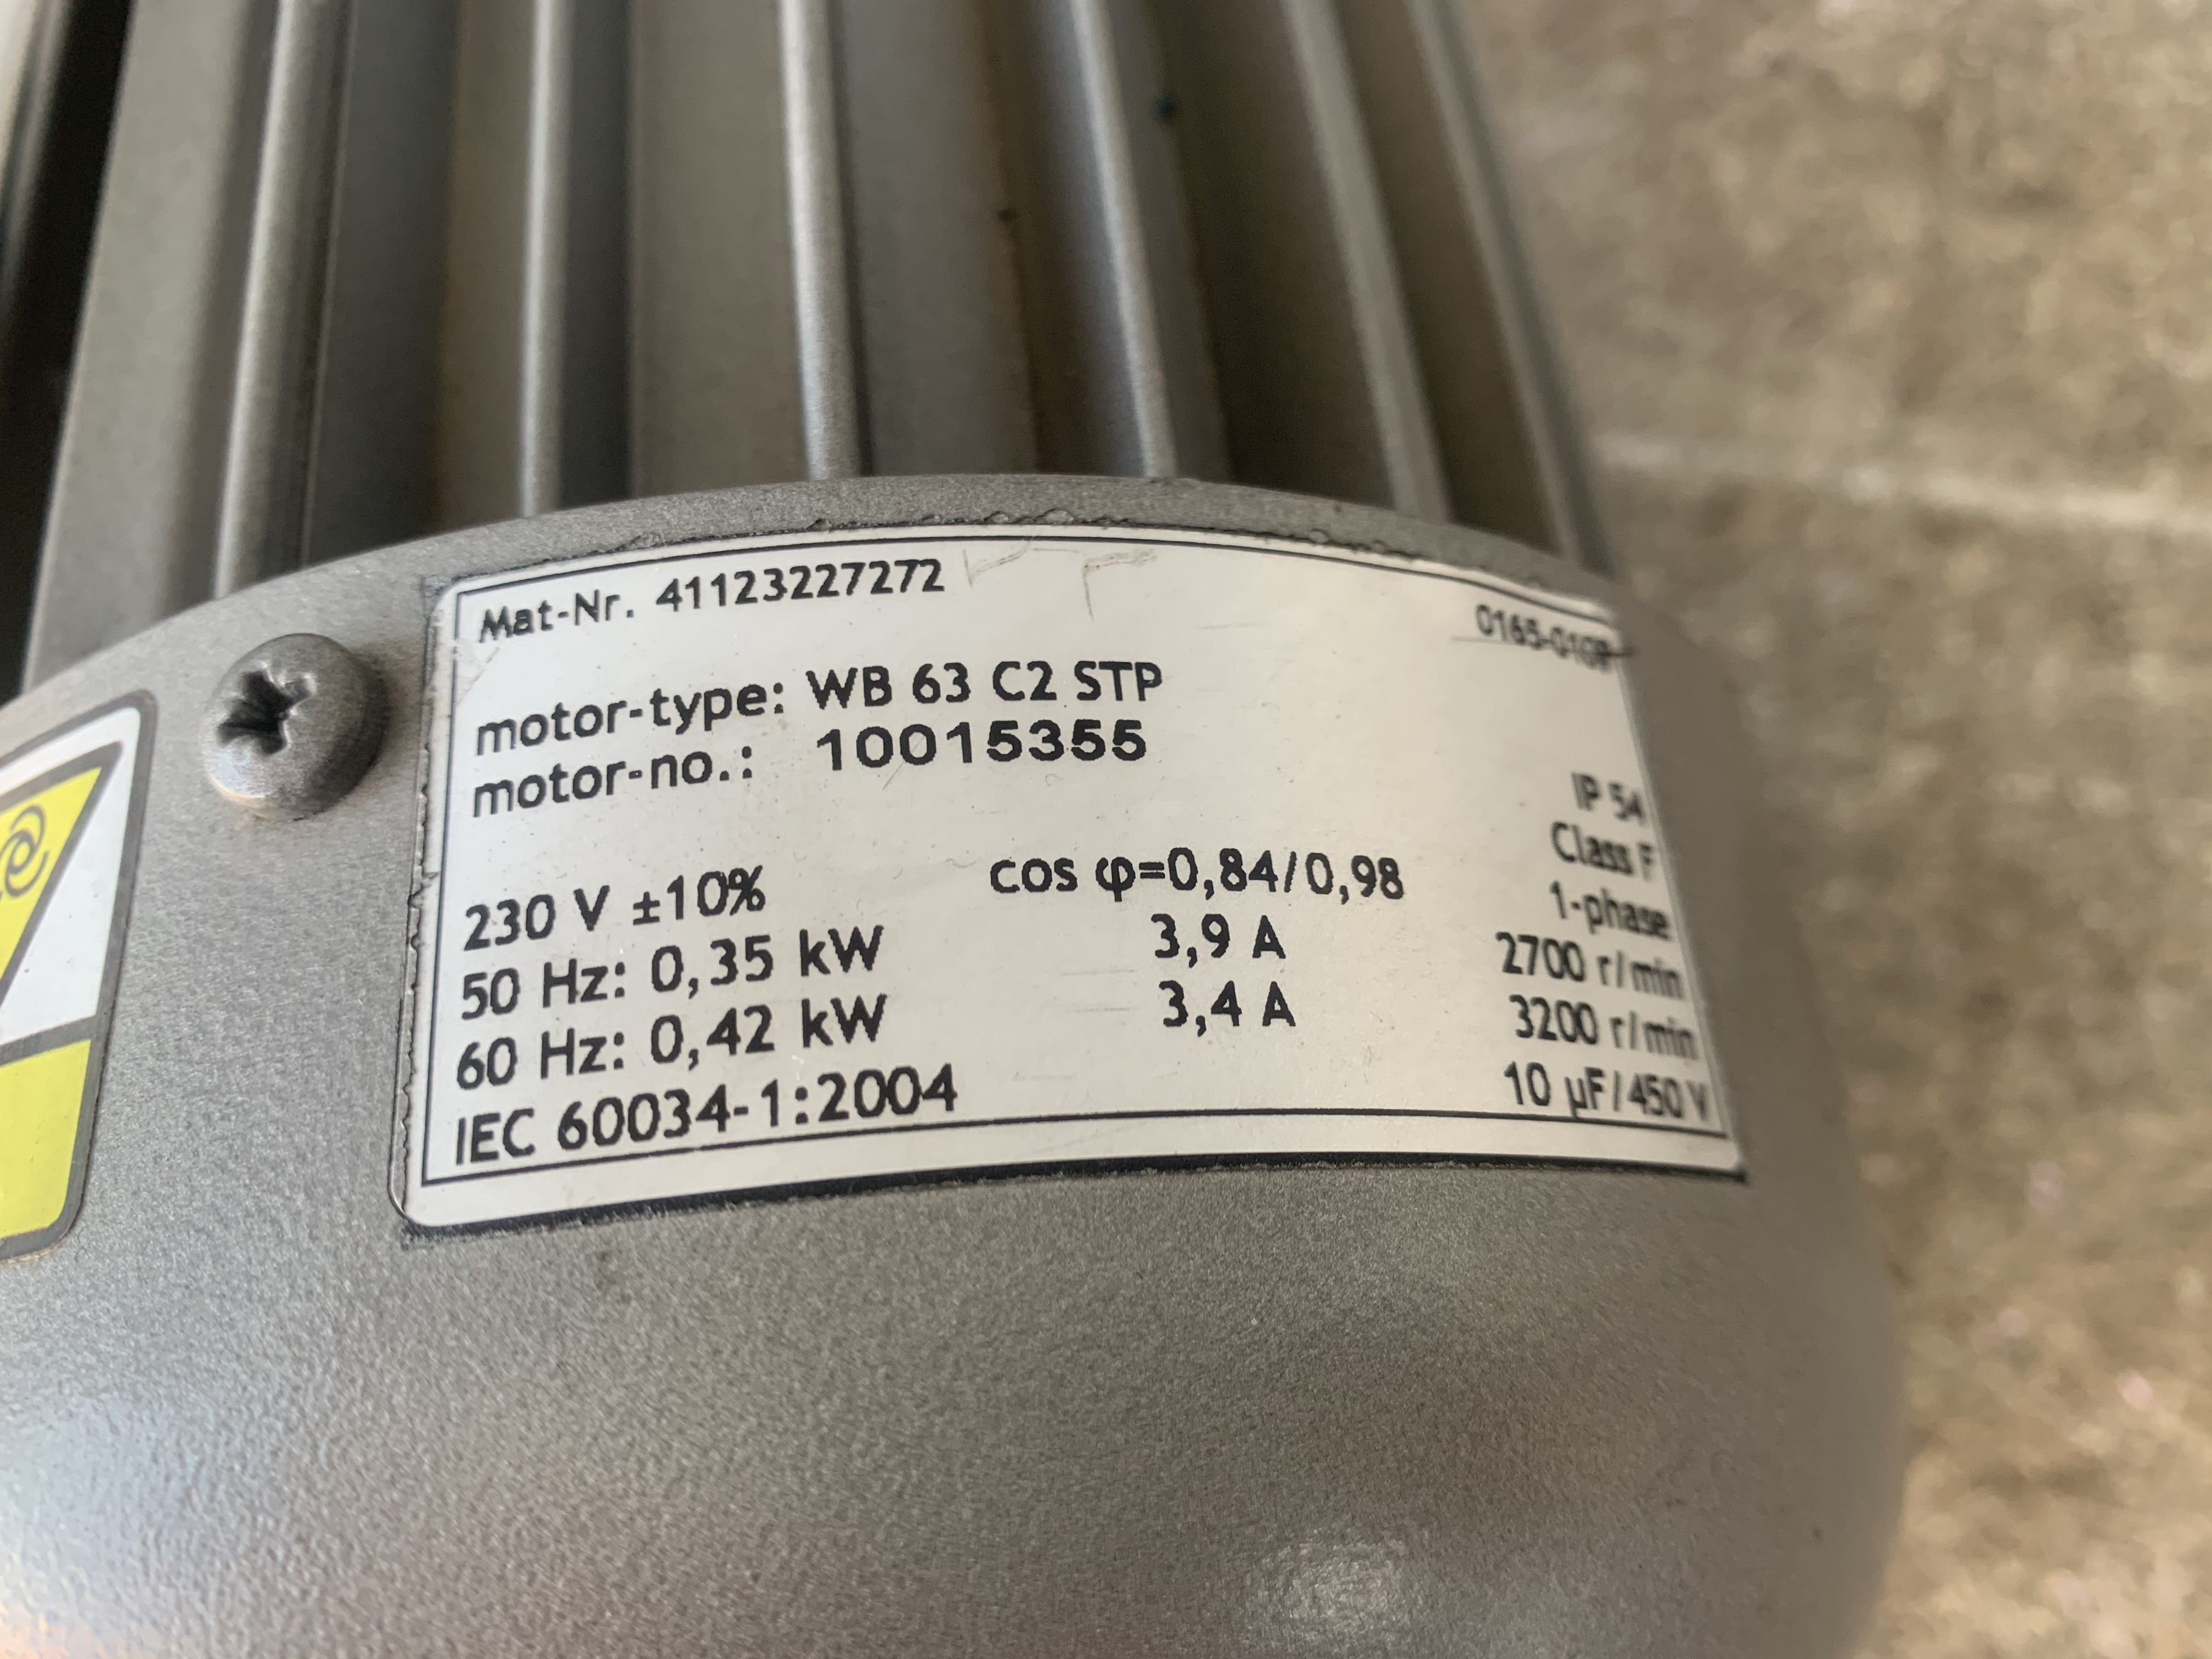 Mat-Nr. 41123227272
motor-type: WB 63 C2 STP
motor-no.: 10015355
IP 54
Class F
230 V ±10% cos φ=0,84/0,98 1-phase
50 Hz: 0,35 kW 3,9 A 2700 r/min
60 Hz: 0,42 kW 3,4 A 3200 r/min
IEC 60034-1:2004 10 µF/450 V